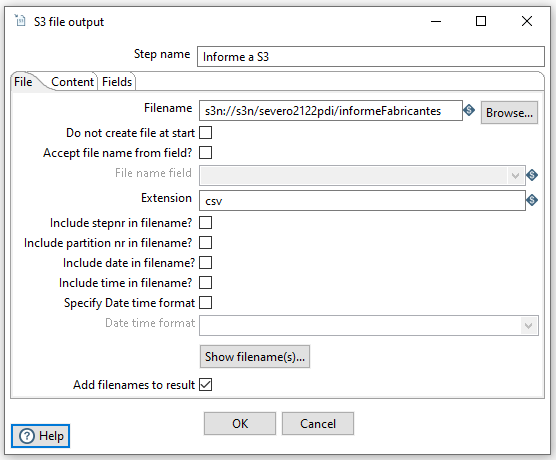 S3 file output
Step name Informe a S3
File Content Fields
Filename s3n://s3n/severo2122pdi/informeFabricantes Browse...
Do not create file at start
Accept file name from field?
File name field
Extension csv
Include stepnr in filename?
Include partition nr in filename?
Include date in filename?
Include time in filename?
Specify Date time format
Date time format
Show filename(s)...
Add filenames to result
OK Cancel
Help